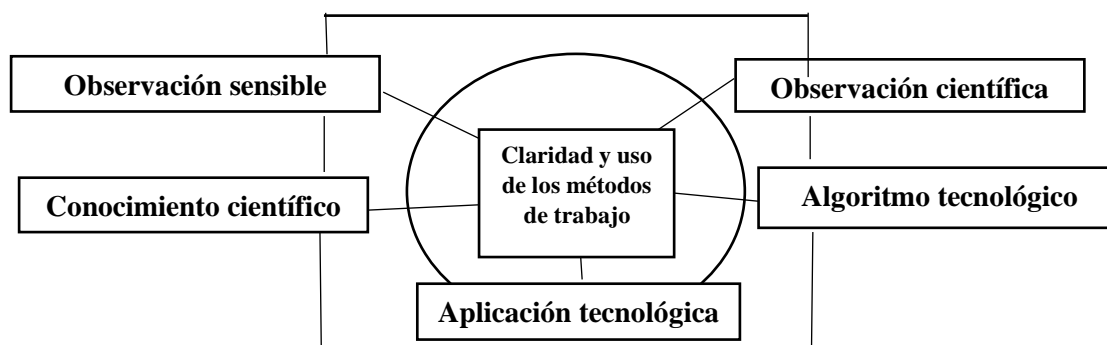 Observación sensible
Observación científica
Claridad y uso
de los métodos
de trabajo
Conocimiento científico
Algoritmo tecnológico
Aplicación tecnológica